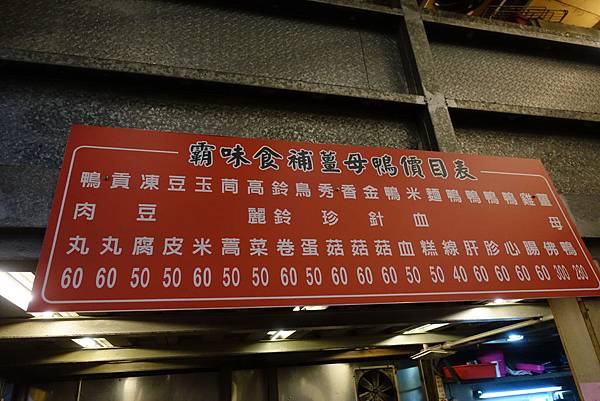 霸味食補薑母鴨價目表
鴨肉丸 60
貢丸 60
凍豆腐 50
豆皮 50
玉米 60
茼蒿 50
高麗菜 50
鈴鈴卷 60
鳥蛋 50
秀珍菇 60
香菇 60
金針菇 60
鴨血 60
米血糕 50
麵線 50
鴨肝 40
鴨胗 60
鴨心 60
鴨腸 60
雞佛 300
薑母鴨 280